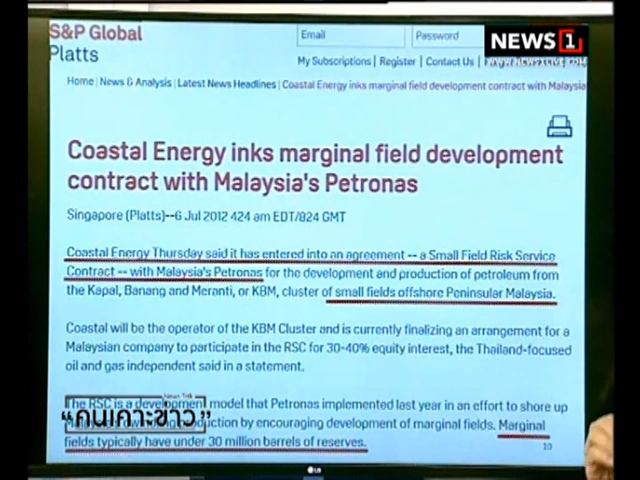 S&P Global
Platts
Email
Password
NEWS 1
My Subscriptions | Register | Contact Us |
WWW.NEWS1LIVE.COM
Home | News & Analysis | Latest News Headlines | Coastal Energy inks marginal field development contract with Malaysia
Coastal Energy inks marginal field development
contract with Malaysia's Petronas
Singapore (Platts)--6 Jul 2012 424 am EDT/824 GMT
Coastal Energy Thursday said it has entered into an agreement -- a Small Field Risk Service
Contract -- with Malaysia's Petronas for the development and production of petroleum from
the Kapal, Banang and Meranti, or KBM, cluster of small fields offshore Peninsular Malaysia.
Coastal will be the operator of the KBM Cluster and is currently finalizing an arrangement for a
Malaysian company to participate in the RSC for 30-40% equity interest, the Thailand-focused
oil and gas independent said in a statement.
The RSC is a development model that Petronas implemented last year in an effort to shore up
production by encouraging development of marginal fields. Marginal
fields typically have under 30 million barrels of reserves.
News Talk
“คนเคาะข่าว”
10
LG